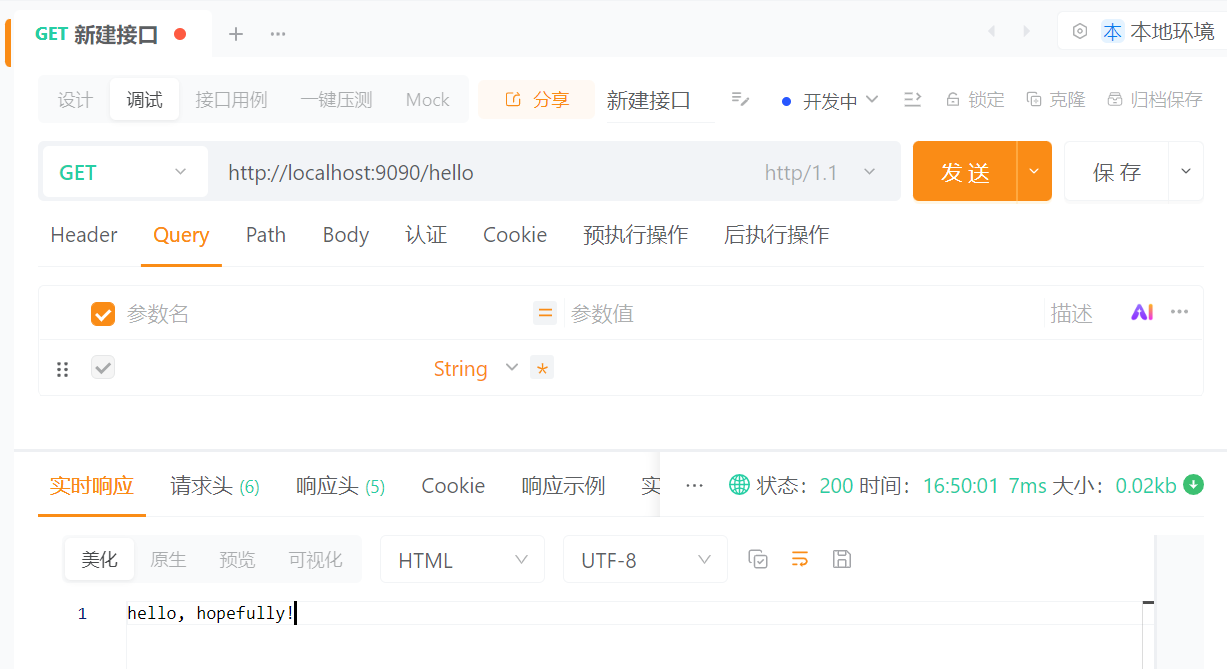 GET 新建接口
本 本地环境
设计 调试 接口用例 一键压测 Mock 分享 新建接口 开发中 锁定 克隆 归档保存
GET http://localhost:9090/hello http/1.1 发送 保存
Header Query Path Body 认证 Cookie 预执行操作 后执行操作
参数名 = 参数值 描述 AI
String *
实时响应 请求头 (6) 响应头 (5) Cookie 响应示例 实 ... 状态: 200 时间: 16:50:01 7ms 大小: 0.02kb
美化 原生 预览 可视化 HTML UTF-8
1 hello, hopefully!